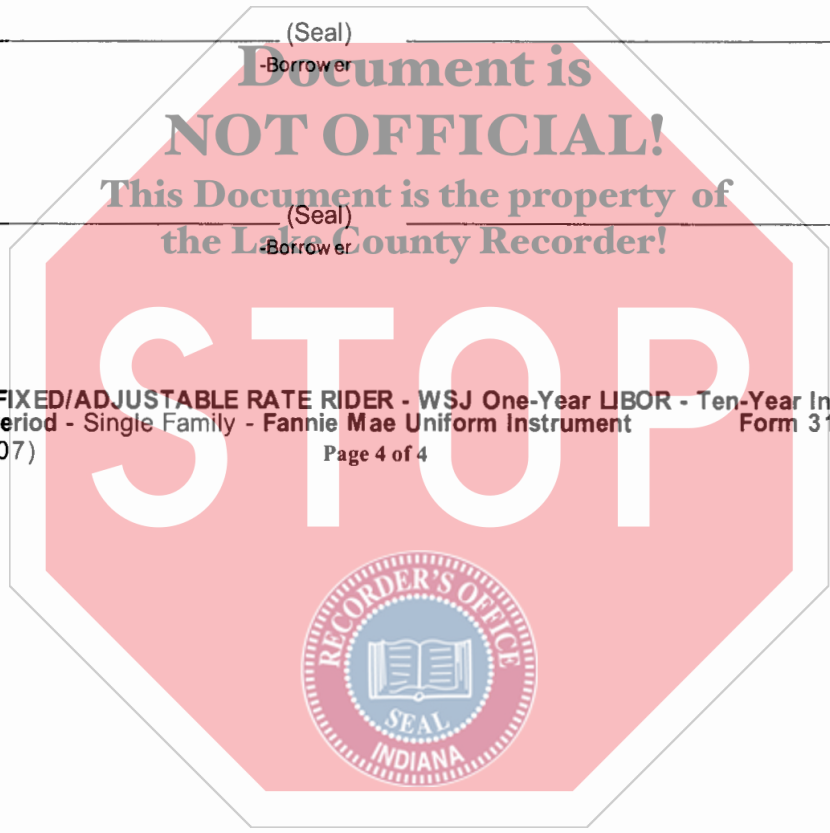 (Seal)
-Borrower
Document is
NOT OFFICIAL!
This Document is the property of
(Seal)
the Lake County Recorder!
-Borrower
STOP
FIXED/ADJUSTABLE RATE RIDER - WSJ One-Year LIBOR - Ten-Year In
eriod - Single Family - Fannie Mae Uniform Instrument Form 31
07)
Page 4 of 4
RECORDER'S OFFICE
SEAL
INDIANA